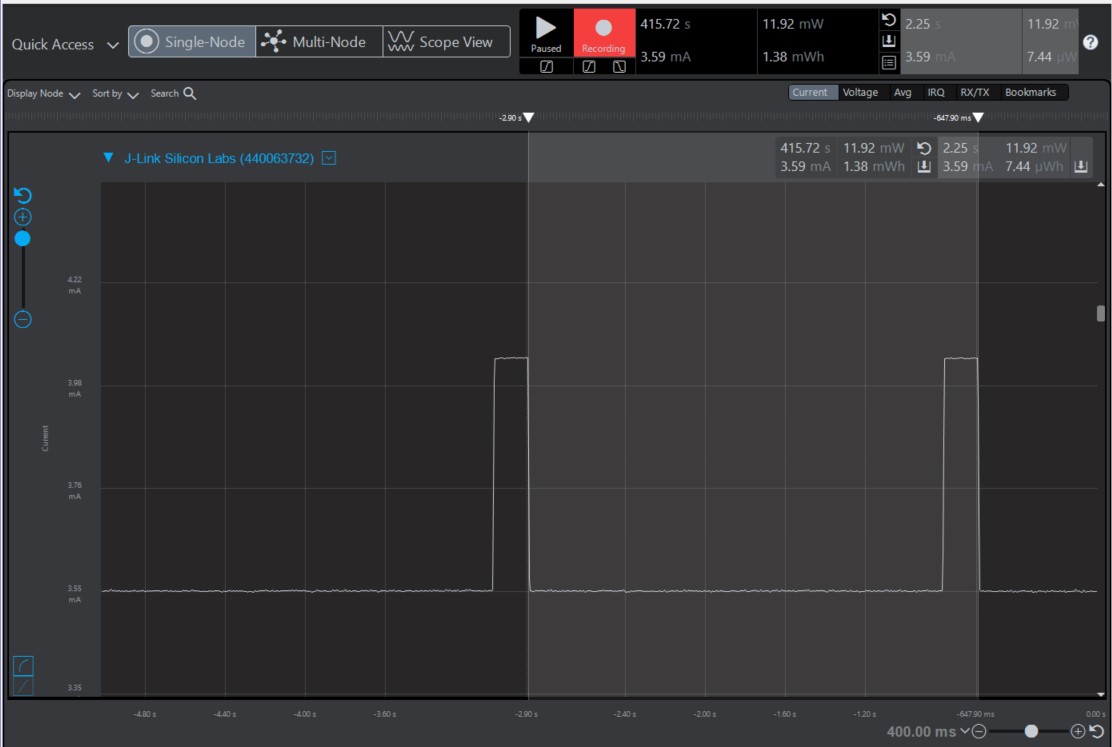 Quick Access
Single-Node
Multi-Node
Scope View
Paused
Recording
415.72 s 11.92 mW
3.59 mA 1.38 mWh
2.25 s 11.92 mW
3.59 mA 7.44 µW
?
Display Node Sort by Search
Current Voltage Avg IRQ RX/TX Bookmarks
-2.90 s -647.90 ms
J-Link Silicon Labs (440063732)
415.72 s 11.92 mW 2.25 s 11.92 mW
3.59 mA 1.38 mWh 3.59 mA 7.44 µWh
4.22
mA
3.98
mA
Current
3.76
mA
3.55
mA
3.35
-4.80 s -4.40 s -4.00 s -3.60 s -2.90 s -2.40 s -2.00 s -1.60 s -1.20 s -647.90 ms 0.00 s
400.00 ms